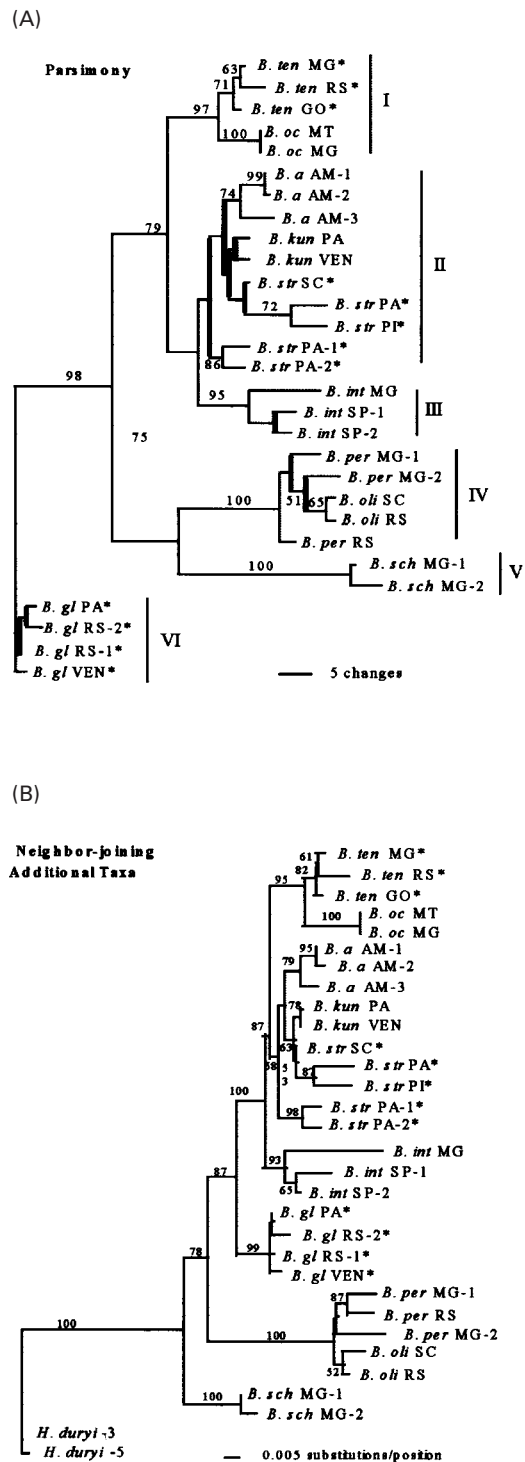 (A)
Parsimony
63 B. ten MG*
71 B. ten RS*
97 B. ten GO* I
100 B. oc MT
B. oc MG
99 B. a AM-1
74 B. a AM-2
B. a AM-3
B. kun PA
79 B. kun VEN II
B. str SC*
72 B. str PA*
B. str PI*
B. str PA-1*
86 B. str PA-2*
98 95 B. int MG
B. int SP-1 III
B. int SP-2
75
B. per MG-1
B. per MG-2
100 51 65 B. oli SC IV
B. oli RS
B. per RS
100 B. sch MG-1 V
B. sch MG-2
B. gl PA*
B. gl RS-2*
B. gl RS-1* VI
B. gl VEN*
5 changes
(B)
Neighbor-joining
Additional Taxa
61 B. ten MG*
82 B. ten RS*
95 B. ten GO*
100 B. oc MT
B. oc MG
95 B. a AM-1
79 B. a AM-2
B. a AM-3
78 B. kun PA
B. kun VEN
87 63 B. str SC*
68 5 87 B. str PA*
3 B. str PI*
100 98 B. str PA-1*
B. str PA-2*
93 B. int MG
B. int SP-1
65 B. int SP-2
87 B. gl PA*
B. gl RS-2*
78 99 B. gl RS-1*
B. gl VEN*
87 B. per MG-1
B. per RS
100 100 B. per MG-2
B. oli SC
52 B. oli RS
100 B. sch MG-1
B. sch MG-2
H. duryi -3
H. duryi -5
0.005 substitutions/position